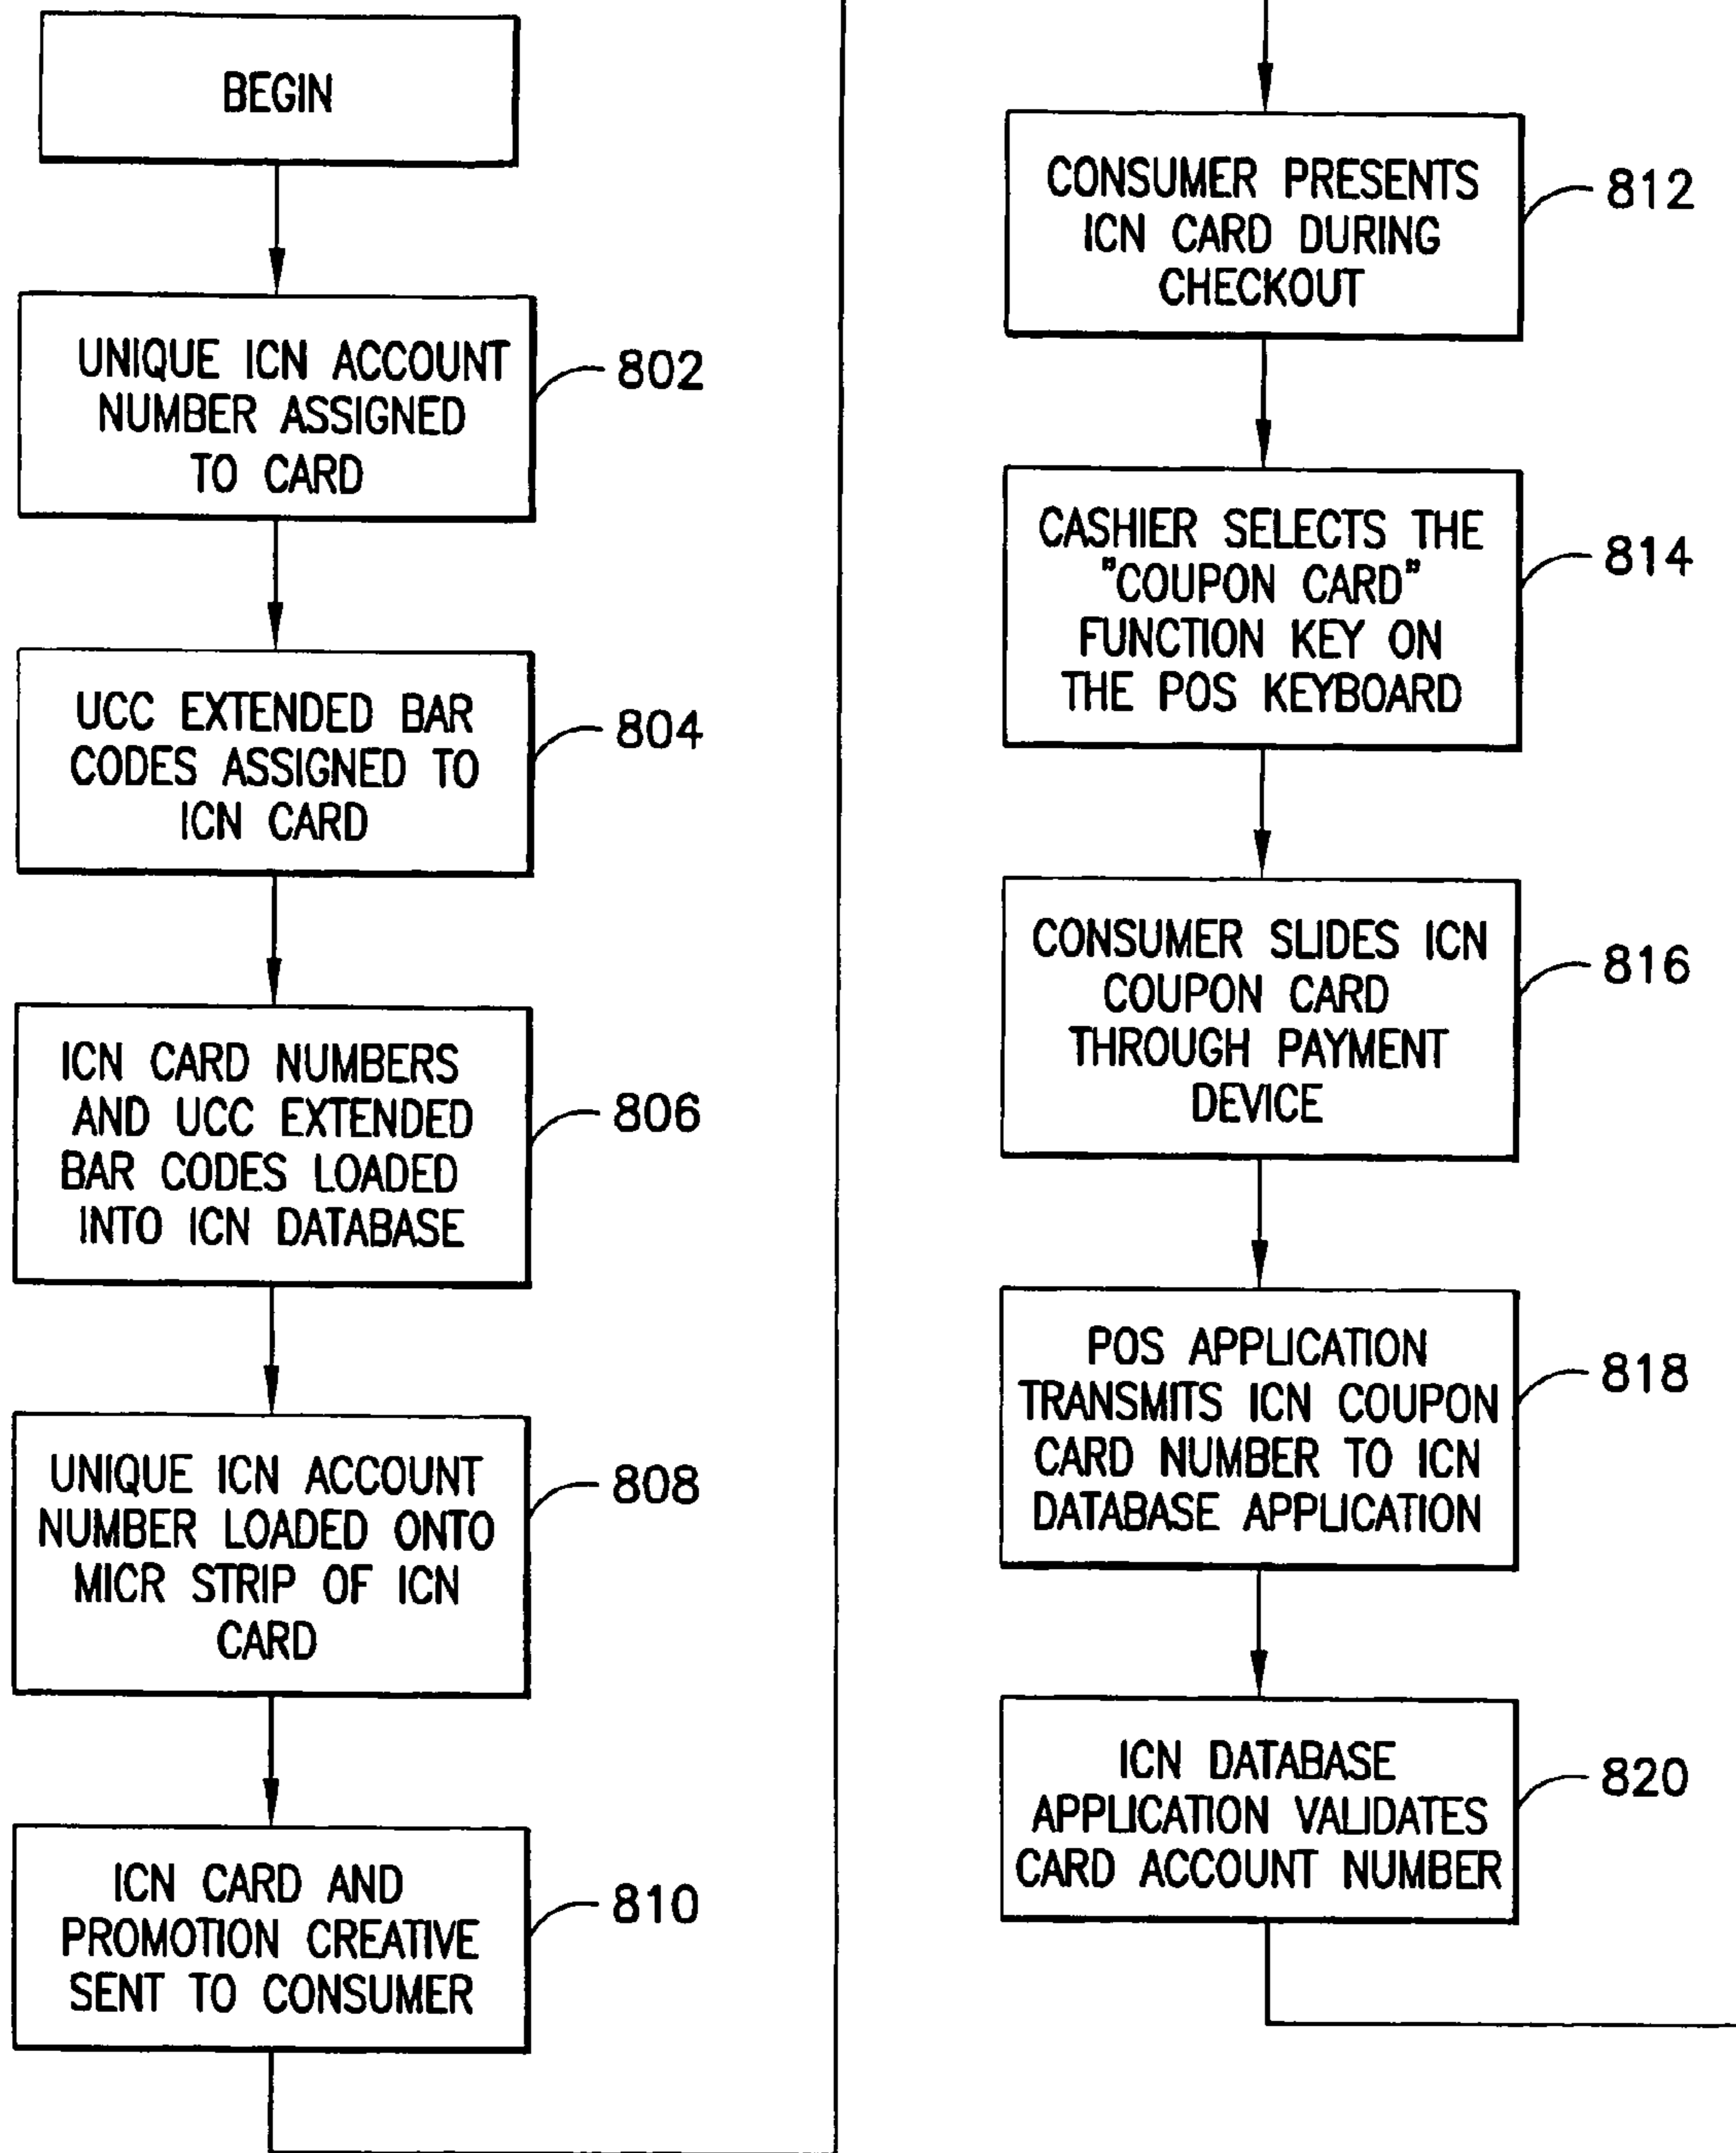 BEGIN
UNIQUE ICN ACCOUNT
NUMBER ASSIGNED
TO CARD
802
UCC EXTENDED BAR
CODES ASSIGNED TO
ICN CARD
804
ICN CARD NUMBERS
AND UCC EXTENDED
BAR CODES LOADED
INTO ICN DATABASE
806
UNIQUE ICN ACCOUNT
NUMBER LOADED ONTO
MICR STRIP OF ICN
CARD
808
ICN CARD AND
PROMOTION CREATIVE
SENT TO CONSUMER
810
CONSUMER PRESENTS
ICN CARD DURING
CHECKOUT
812
CASHIER SELECTS THE
"COUPON CARD"
FUNCTION KEY ON
THE POS KEYBOARD
814
CONSUMER SLIDES ICN
COUPON CARD
THROUGH PAYMENT
DEVICE
816
POS APPLICATION
TRANSMITS ICN COUPON
CARD NUMBER TO ICN
DATABASE APPLICATION
818
ICN DATABASE
APPLICATION VALIDATES
CARD ACCOUNT NUMBER
820